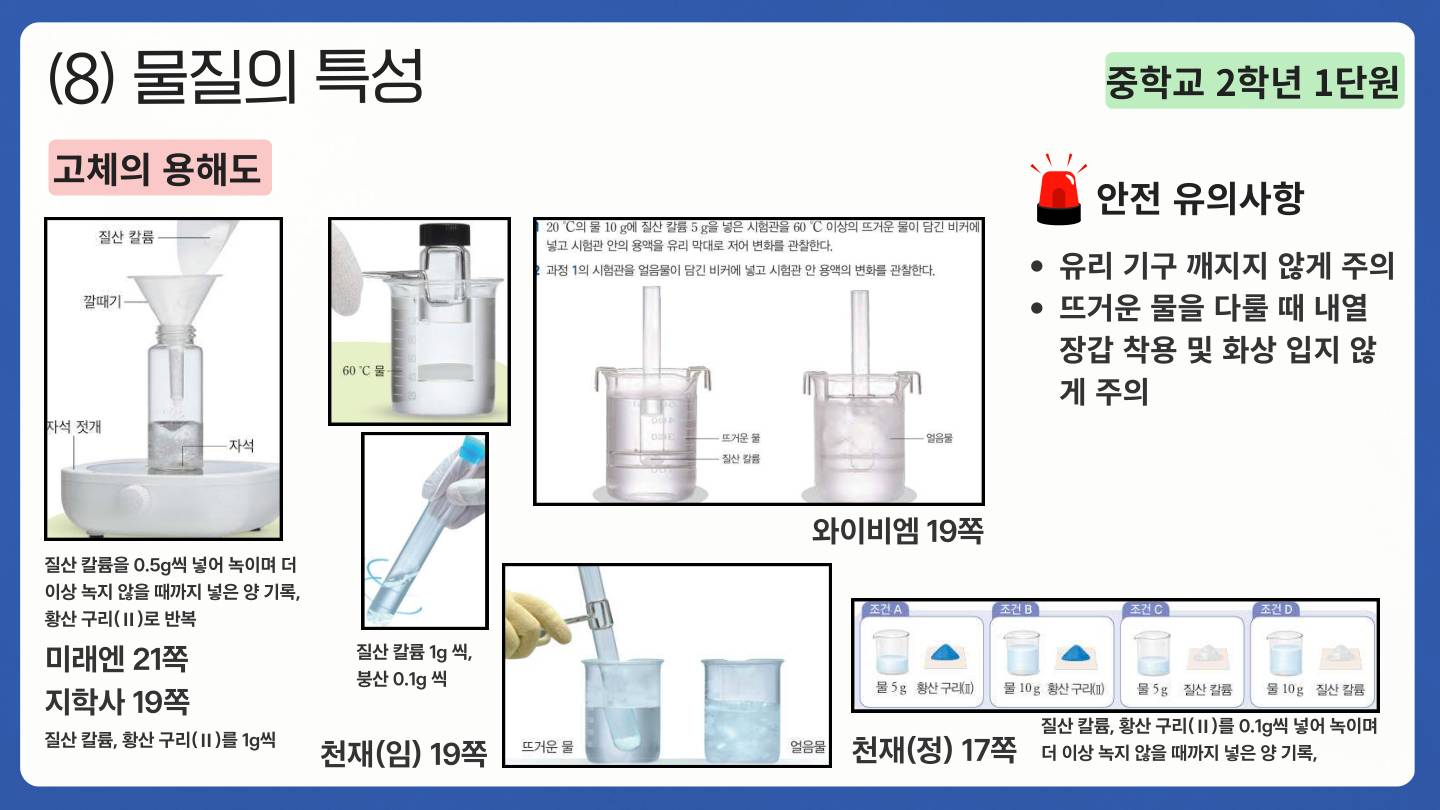 (8) 물질의 특성
중학교 2학년 1단원
고체의 용해도
질산 칼륨
깔때기
자석 젓개
자석
질산 칼륨을 0.5g씩 넣어 녹이며 더
이상 녹지 않을 때까지 넣은 양 기록,
황산 구리(Ⅱ)로 반복
미래엔 21쪽
지학사 19쪽
질산 칼륨, 황산 구리(Ⅱ)를 1g씩
60 ℃ 물
질산 칼륨 1g 씩,
붕산 0.1g 씩
천재(임) 19쪽
뜨거운 물
얼음물
20 ℃의 물 10 g에 질산 칼륨 5 g을 넣은 시험관을 60 ℃ 이상의 뜨거운 물이 담긴 비커에
넣고 시험관 안의 용액을 유리 막대로 저어 변화를 관찰한다.
2 과정 1의 시험관을 얼음물이 담긴 비커에 넣고 시험관 안 용액의 변화를 관찰한다.
뜨거운 물
질산 칼륨
얼음물
와이비엠 19쪽
안전 유의사항
• 유리 기구 깨지지 않게 주의
• 뜨거운 물을 다룰 때 내열
장갑 착용 및 화상 입지 않
게 주의
조건 A
물 5 g 황산 구리(Ⅱ)
조건 B
물 10 g 황산 구리(Ⅱ)
조건 C
물 5 g 질산 칼륨
조건 D
물 10 g 질산 칼륨
천재(정) 17쪽
질산 칼륨, 황산 구리(Ⅱ)를 0.1g씩 넣어 녹이며
더 이상 녹지 않을 때까지 넣은 양 기록,